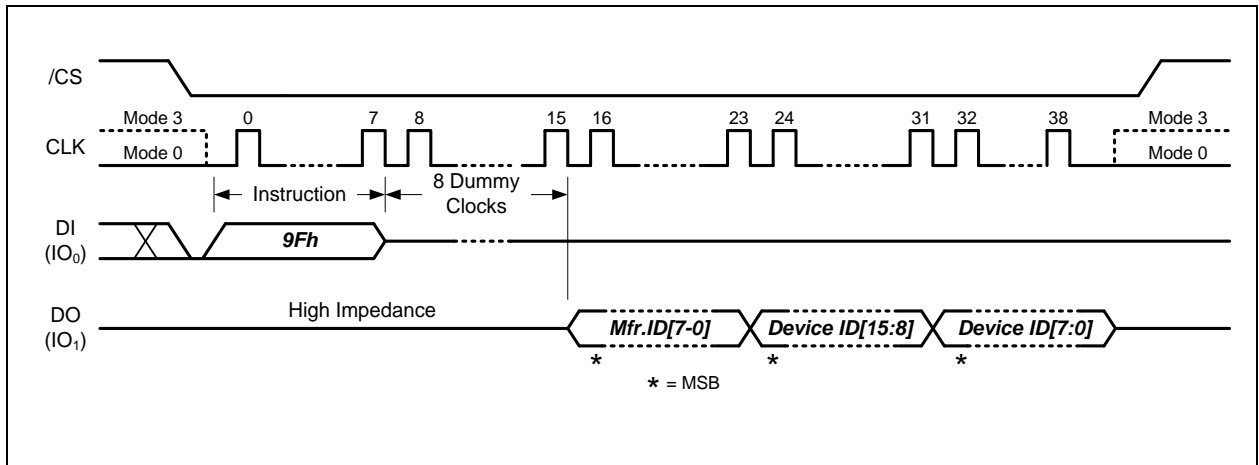 /CS
Mode 3 0 7 8 15 16 23 24 31 32 38 Mode 3
CLK
Mode 0 Mode 0
Instruction
8 Dummy
Clocks
DI
(IO₀)
9Fh
High Impedance
DO
(IO₁)
Mfr.ID[7-0] Device ID[15:8] Device ID[7:0]
* * *
* = MSB